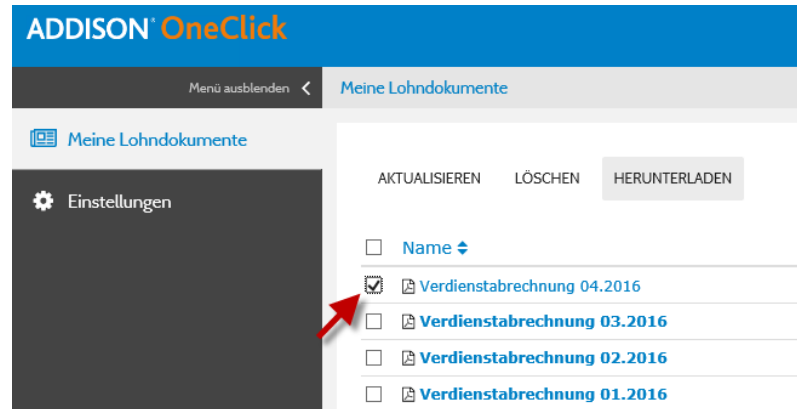 ADDISON® OneClick
Menü ausblenden
Meine Lohndokumente
Meine Lohndokumente
Einstellungen
AKTUALISIEREN LÖSCHEN HERUNTERLADEN
Name
Verdienstabrechnung 04.2016
Verdienstabrechnung 03.2016
Verdienstabrechnung 02.2016
Verdienstabrechnung 01.2016